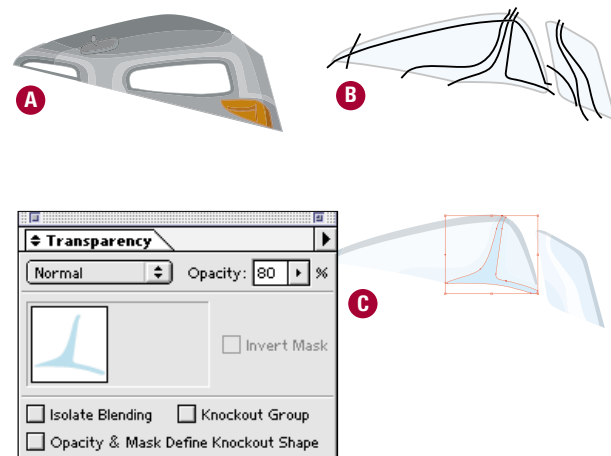 A
B
Transparency
Normal Opacity: 80 %
C
Invert Mask
Isolate Blending Knockout Group
Opacity & Mask Define Knockout Shape